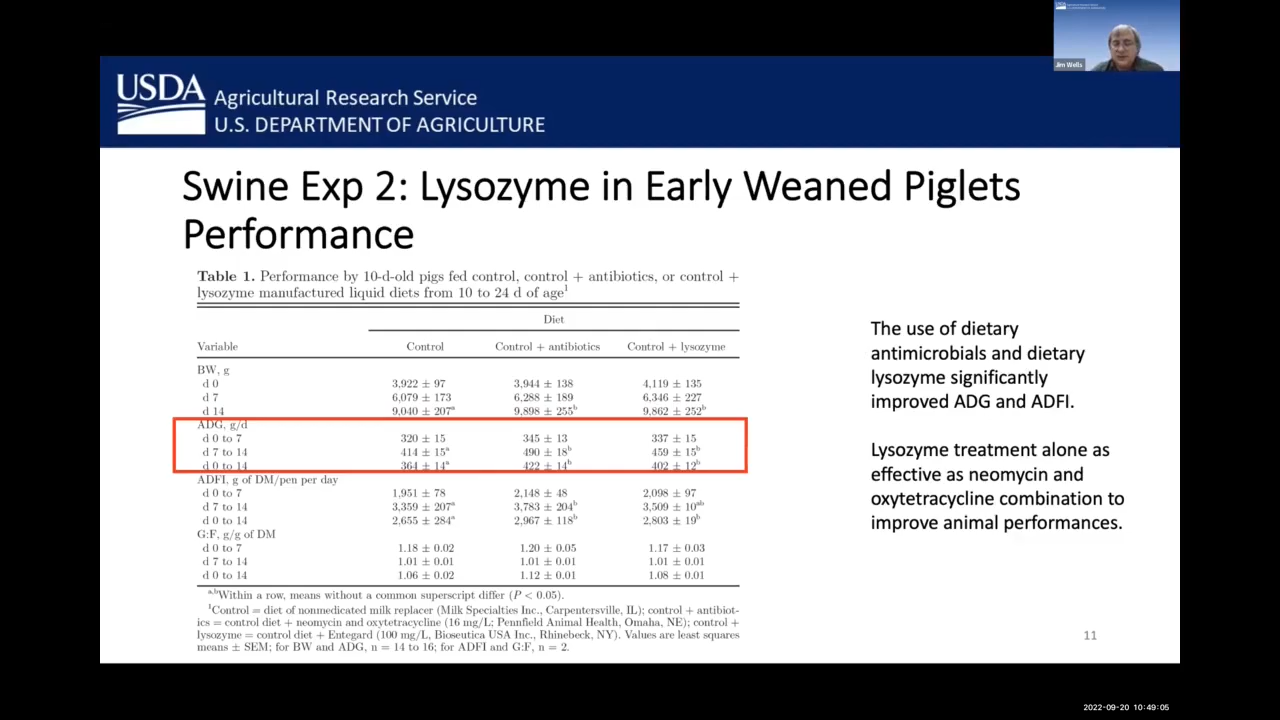 Jim Wells
USDA
Agricultural Research Service
U.S. DEPARTMENT OF AGRICULTURE
Swine Exp 2: Lysozyme in Early Weaned Piglets
Performance
Table 1. Performance by 10-d-old pigs fed control, control + antibiotics, or control +
lysozyme manufactured liquid diets from 10 to 24 d of age¹
Diet
Variable Control Control + antibiotics Control + lysozyme
BW, g
d 0 3,922 ± 97 3,944 ± 138 4,119 ± 135
d 7 6,079 ± 173 6,288 ± 189 6,346 ± 227
d 14 9,040 ± 207ᵃ 9,898 ± 255ᵇ 9,862 ± 252ᵇ
ADG, g/d
d 0 to 7 320 ± 15 345 ± 13 337 ± 15
d 7 to 14 414 ± 15ᵃ 490 ± 18ᵇ 459 ± 15ᵇ
d 0 to 14 364 ± 14ᵃ 422 ± 14ᵇ 402 ± 12ᵇ
ADFI, g of DM/pen per day
d 0 to 7 1,951 ± 78 2,148 ± 48 2,098 ± 97
d 7 to 14 3,359 ± 207ᵃ 3,783 ± 204ᵇ 3,509 ± 10ᵃᵇ
d 0 to 14 2,655 ± 284ᵃ 2,967 ± 118ᵇ 2,803 ± 19ᵇ
G:F, g/g of DM
d 0 to 7 1.18 ± 0.02 1.20 ± 0.05 1.17 ± 0.03
d 7 to 14 1.01 ± 0.01 1.01 ± 0.01 1.01 ± 0.01
d 0 to 14 1.06 ± 0.02 1.12 ± 0.01 1.08 ± 0.01
ᵃ,ᵇWithin a row, means without a common superscript differ (P < 0.05).
¹Control = diet of nonmedicated milk replacer (Milk Specialties Inc., Carpentersville, IL); control + antibiot-
ics = control diet + neomycin and oxytetracycline (16 mg/L; Pennfield Animal Health, Omaha, NE); control +
lysozyme = control diet + Entegard (100 mg/L, Bioseutica USA Inc., Rhinebeck, NY). Values are least squares
means ± SEM; for BW and ADG, n = 14 to 16; for ADFI and G:F, n = 2.
The use of dietary
antimicrobials and dietary
lysozyme significantly
improved ADG and ADFI.
Lysozyme treatment alone as
effective as neomycin and
oxytetracycline combination to
improve animal performances.
11
2022-09-20 10:49:05